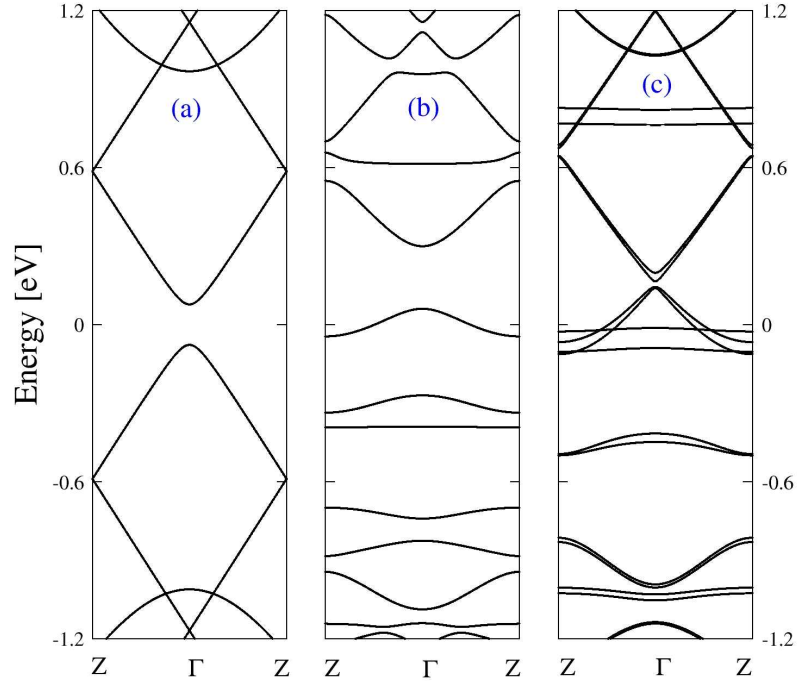 1.2 1.2
(a) (b) (c)
0.6 0.6
Energy [eV]
0 0
-0.6 -0.6
-1.2 -1.2
Z Γ Z Z Γ Z Z Γ Z